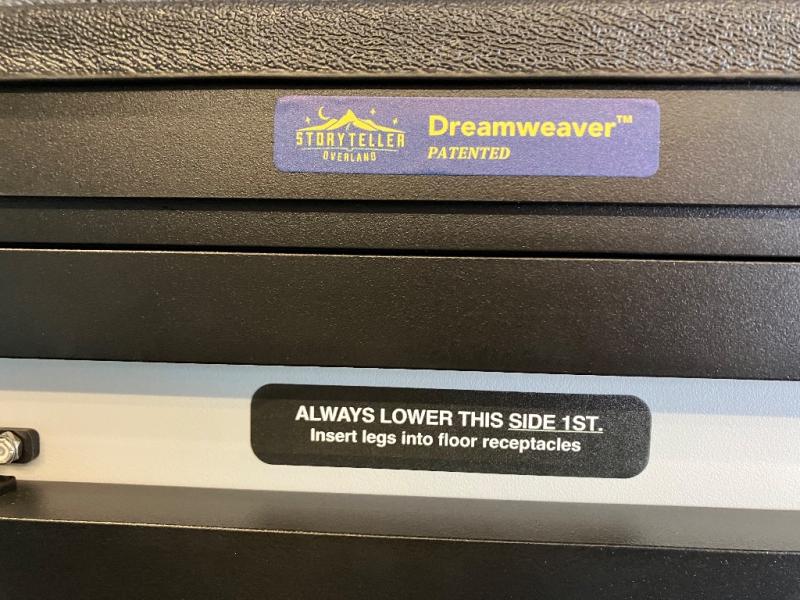 STORYTELLER
OVERLAND
Dreamweaver™
PATENTED
ALWAYS LOWER THIS SIDE 1ST.
Insert legs into floor receptacles